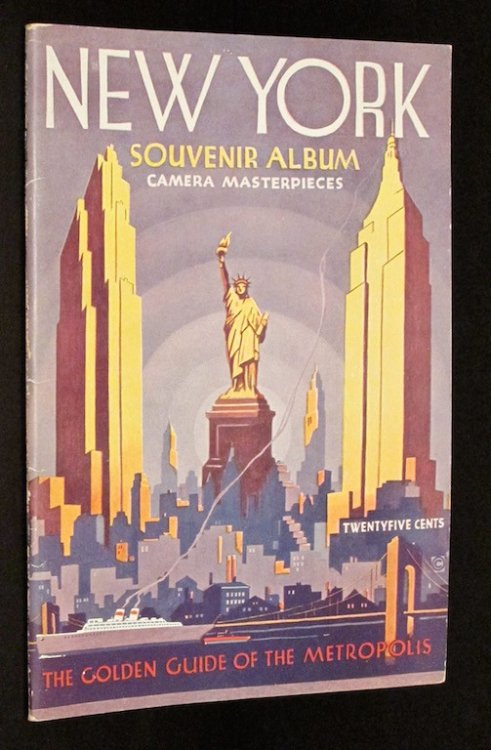 NEW YORK
SOUVENIR ALBUM
CAMERA MASTERPIECES
TWENTYFIVE CENTS
THE GOLDEN GUIDE OF THE METROPOLIS